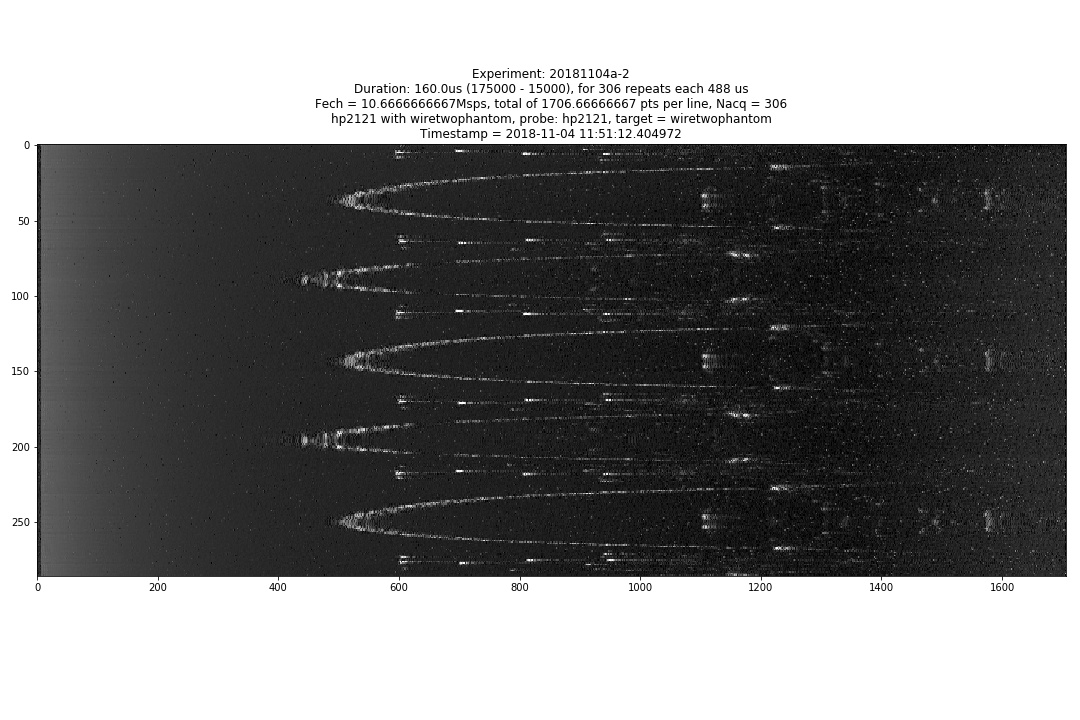 Experiment: 20181104a-2
Duration: 160.0us (175000 - 15000), for 306 repeats each 488 us
Fech = 10.6666666667Msps, total of 1706.66666667 pts per line, Nacq = 306
hp2121 with wiretwophantom, probe: hp2121, target = wiretwophantom
Timestamp = 2018-11-04 11:51:12.404972
0
50
100
150
200
250
0 200 400 600 800 1000 1200 1400 1600